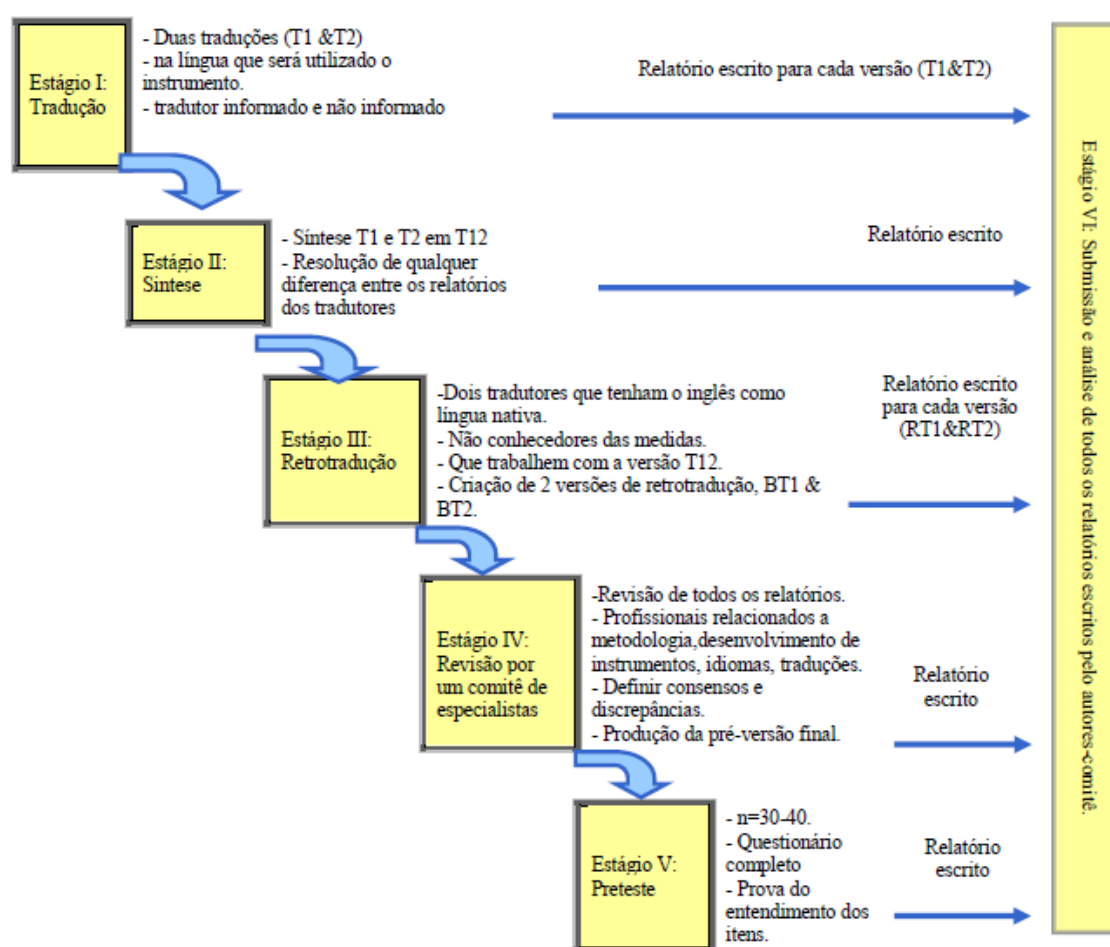 Estágio I:
Tradução
- Duas traduções (T1 &T2)
- na língua que será utilizado o
instrumento.
- tradutor informado e não informado
Relatório escrito para cada versão (T1&T2)
Estágio II:
Sintese
- Síntese T1 e T2 em T12
- Resolução de qualquer
diferença entre os relatórios
dos tradutores
Relatório escrito
Estágio III:
Retrotradução
-Dois tradutores que tenham o inglês como
língua nativa.
- Não conhecedores das medidas.
- Que trabalhem com a versão T12.
- Criação de 2 versões de retrotradução, BT1 &
BT2.
Relatório escrito
para cada versão
(RT1&RT2)
Estágio IV:
Revisão por
um comitê de
especialistas
-Revisão de todos os relatórios.
- Profissionais relacionados a
metodologia,desenvolvimento de
instrumentos, idiomas, traduções.
- Definir consensos e
discrepâncias.
- Produção da pré-versão final.
Relatório
escrito
Estágio V:
Preteste
- n=30-40.
- Questionário
completo
- Prova do
entendimento dos
itens.
Relatório
escrito
Estágio VI: Submissão e análise de todos os relatórios escritos pelo autores-comitê.